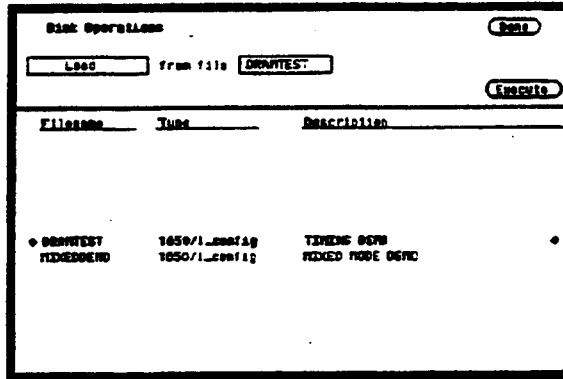 Disk Operations Done
Load from file DRAMTEST
Execute
Filename Type Description
DRAMTEST 1650/1_config TIMING DEMO
MIXEDDEMO 1650/1_config MIXED MODE DEMO